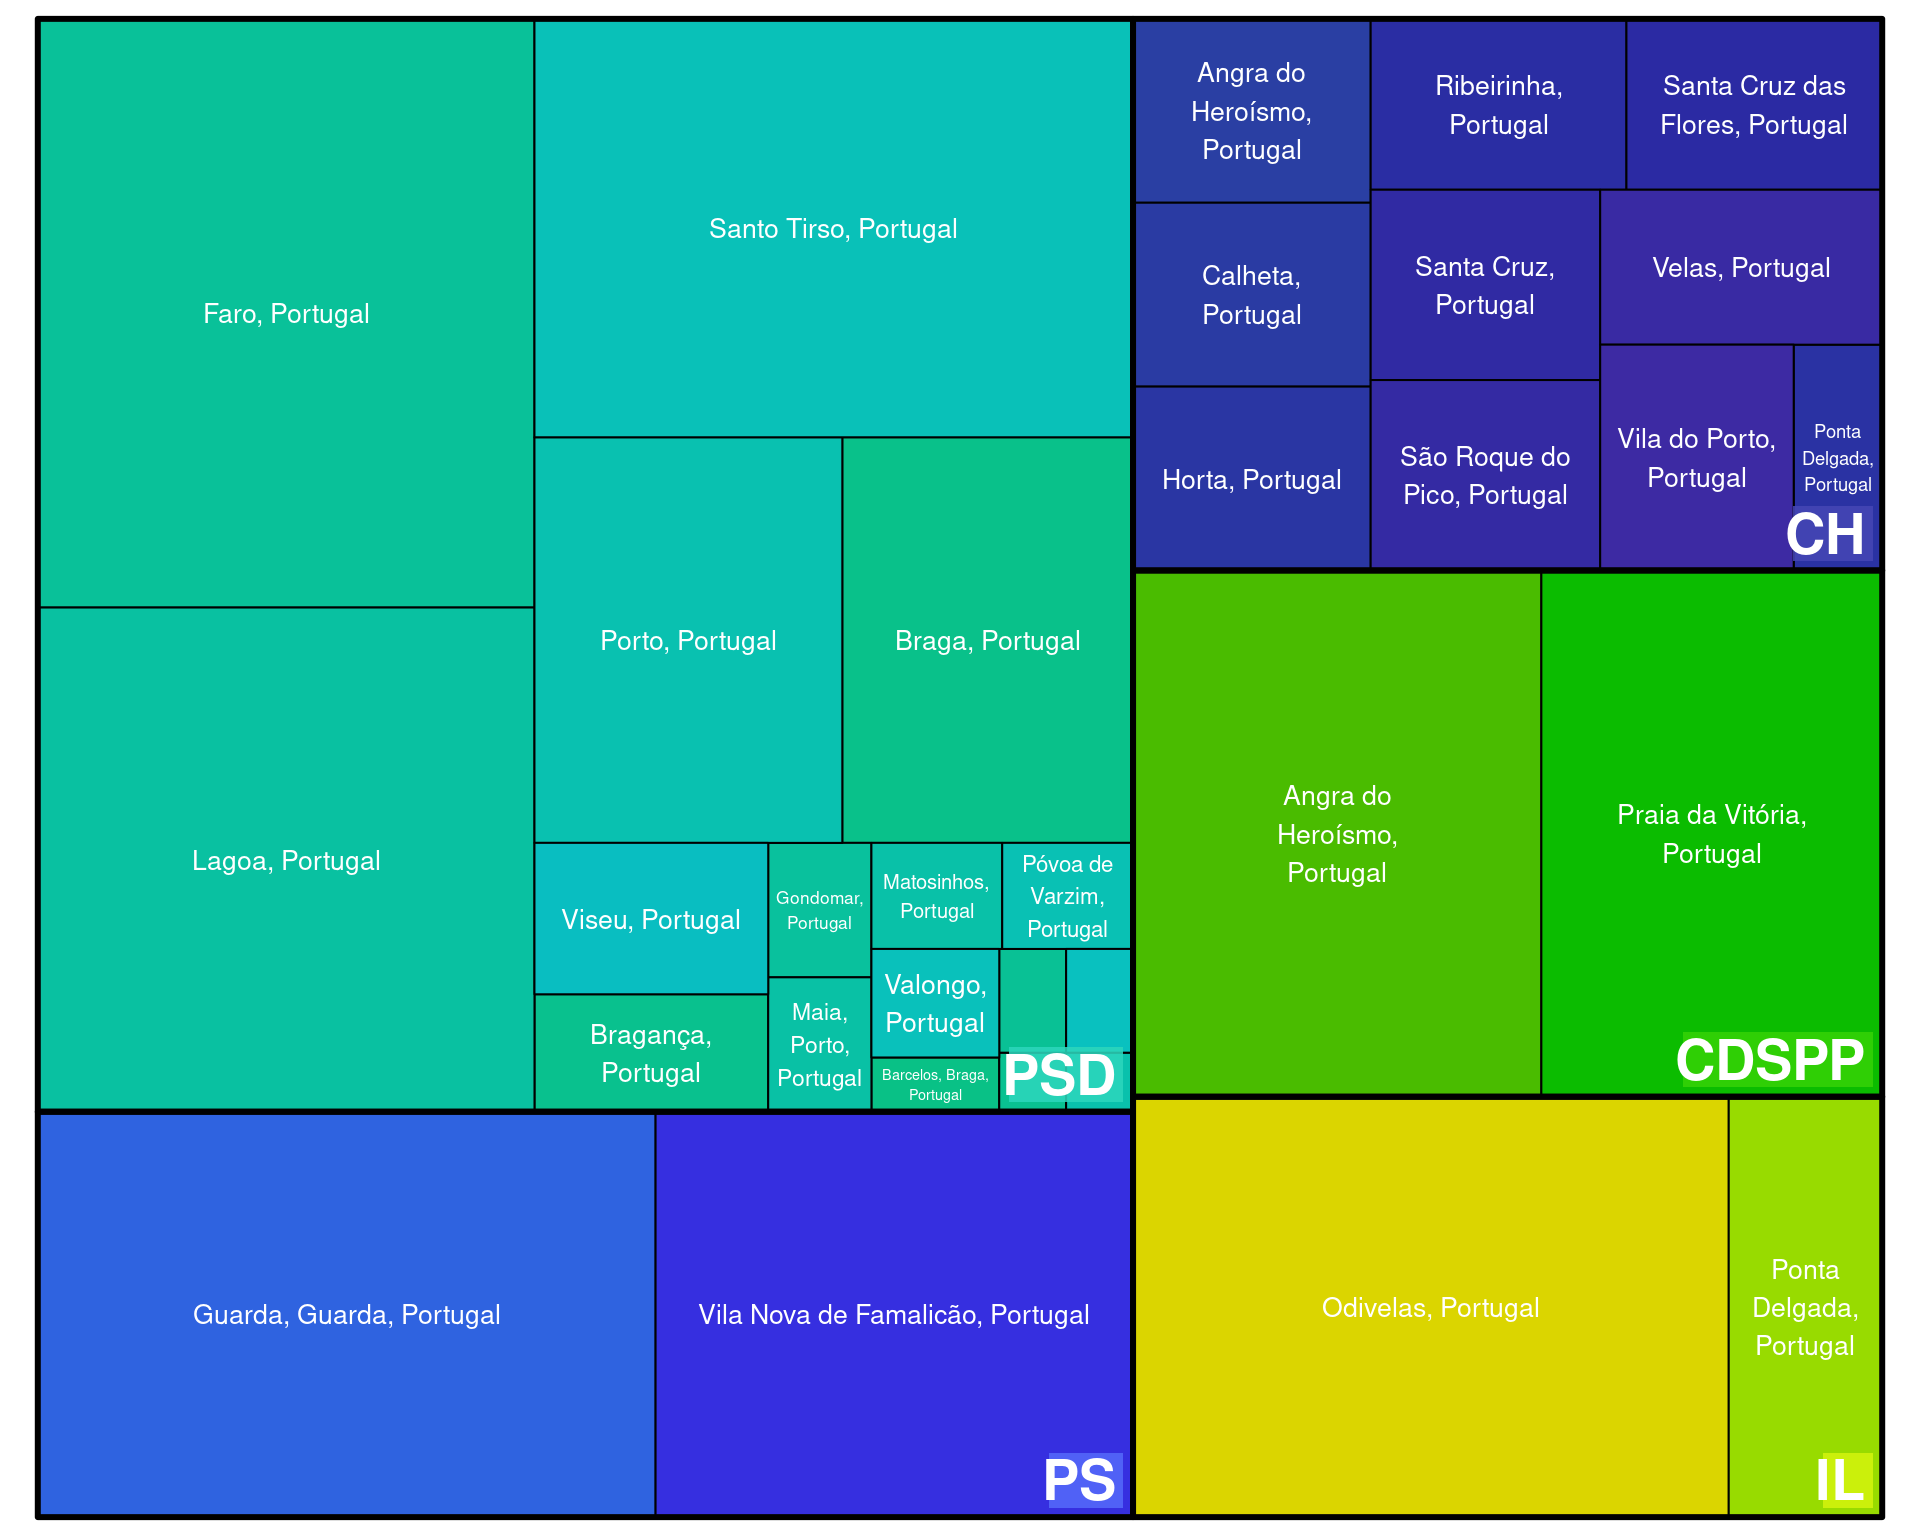 Faro, Portugal
Santo Tirso, Portugal
Lagoa, Portugal
Porto, Portugal
Braga, Portugal
Viseu, Portugal
Bragança,
Portugal
Gondomar,
Portugal
Maia,
Porto,
Portugal
Matosinhos,
Portugal
Póvoa de
Varzim,
Portugal
Valongo,
Portugal
Barcelos, Braga,
Portugal
PSD
Guarda, Guarda, Portugal
Vila Nova de Famalicão, Portugal
PS
Angra do
Heroísmo,
Portugal
Calheta,
Portugal
Horta, Portugal
Ribeirinha,
Portugal
Santa Cruz das
Flores, Portugal
Santa Cruz,
Portugal
São Roque do
Pico, Portugal
Velas, Portugal
Vila do Porto,
Portugal
Ponta
Delgada,
Portugal
CH
Angra do
Heroísmo,
Portugal
Praia da Vitória,
Portugal
CDSPP
Odivelas, Portugal
Ponta
Delgada,
Portugal
IL